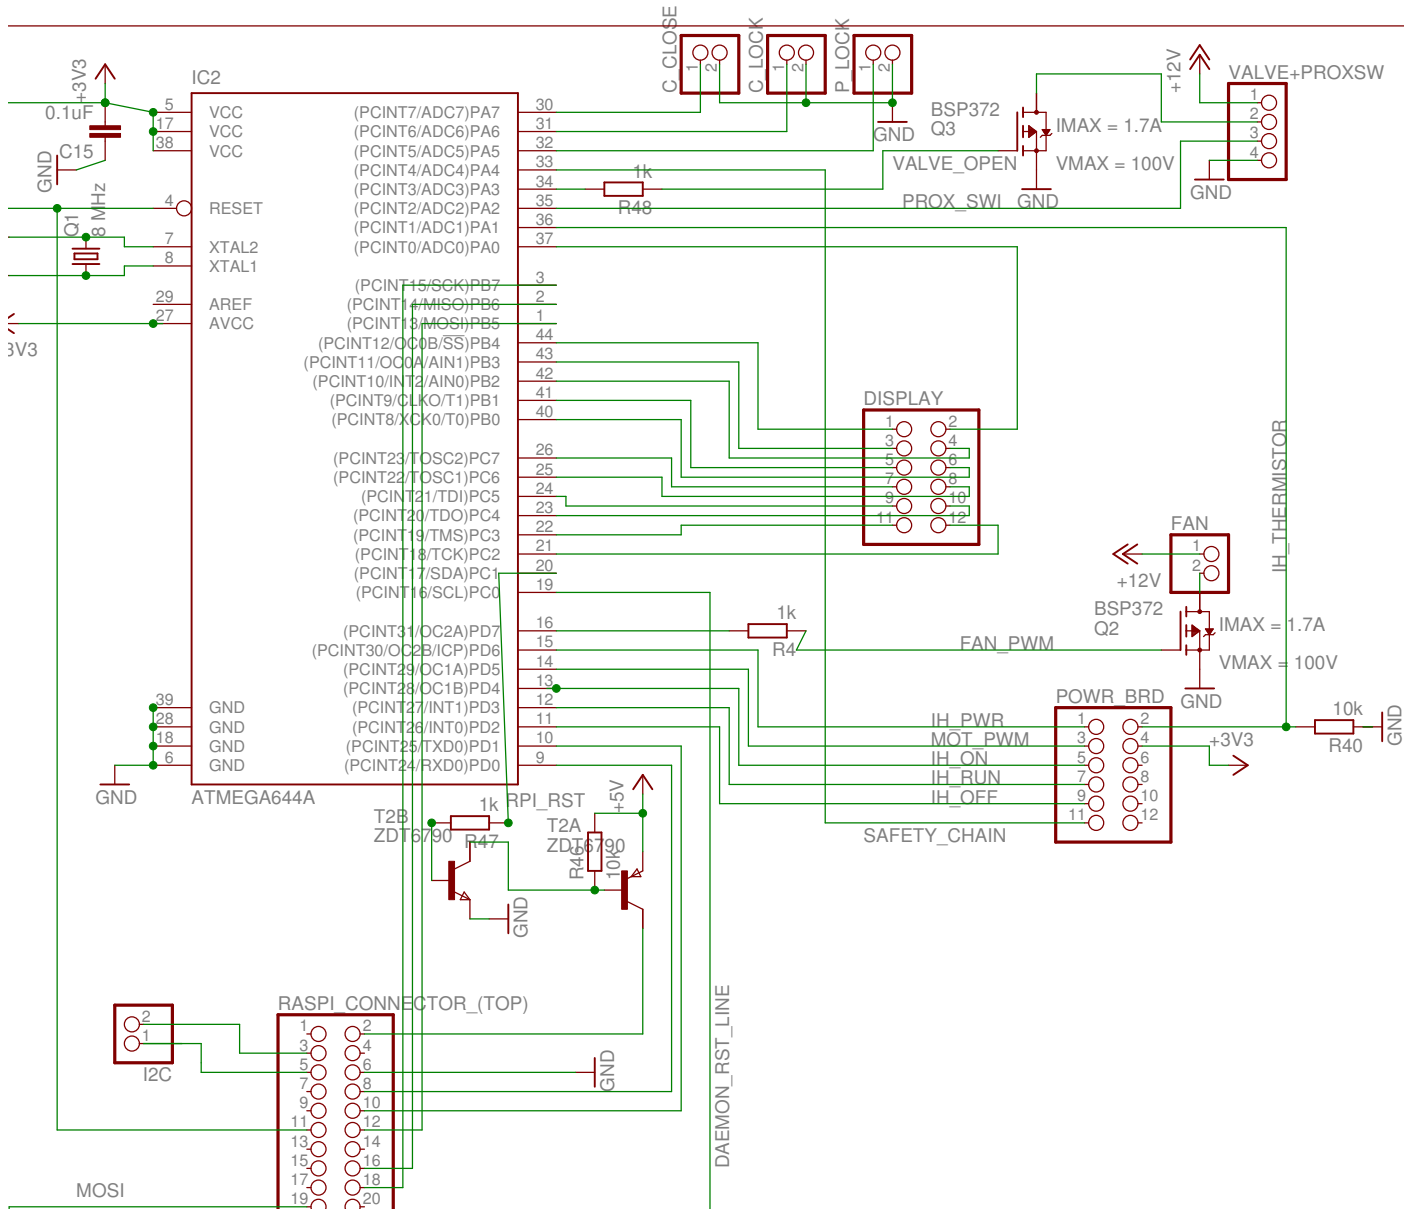 C_CLOSE
1
2
C_LOCK
1
2
P_LOCK
1
2
GND
+3V3
0.1uF
C15
GND
IC2
5 VCC
17 VCC
38 VCC
4 RESET
7 XTAL2
8 XTAL1
29 AREF
27 AVCC
39 GND
28 GND
18 GND
6 GND
GND
Q1
8 MHz
3V3
(PCINT7/ADC7)PA7 30
(PCINT6/ADC6)PA6 31
(PCINT5/ADC5)PA5 32
(PCINT4/ADC4)PA4 33
(PCINT3/ADC3)PA3 34
(PCINT2/ADC2)PA2 35
(PCINT1/ADC1)PA1 36
(PCINT0/ADC0)PA0 37
(PCINT15/SCK)PB7 3
(PCINT14/MISO)PB6 2
(PCINT13/MOSI)PB5 1
(PCINT12/OC0B/SS)PB4 44
(PCINT11/OC0A/AIN1)PB3 43
(PCINT10/INT2/AIN0)PB2 42
(PCINT9/CLKO/T1)PB1 41
(PCINT8/XCK0/T0)PB0 40
(PCINT23/TOSC2)PC7 26
(PCINT22/TOSC1)PC6 25
(PCINT21/TDI)PC5 24
(PCINT20/TDO)PC4 23
(PCINT19/TMS)PC3 22
(PCINT18/TCK)PC2 21
(PCINT17/SDA)PC1 20
(PCINT16/SCL)PC0 19
(PCINT31/OC2A)PD7 16
(PCINT30/OC2B/ICP)PD6 15
(PCINT29/OC1A)PD5 14
(PCINT28/OC1B)PD4 13
(PCINT27/INT1)PD3 12
(PCINT26/INT0)PD2 11
(PCINT25/TXD0)PD1 10
(PCINT24/RXD0)PD0 9
ATMEGA644A
1k
R48
BSP372
Q3
IMAX = 1.7A
VMAX = 100V
VALVE_OPEN
PROX_SWI
GND
+12V
VALVE+PROXSW
1
2
3
4
GND
DISPLAY
1 2
3 4
5 6
7 8
9 10
11 12
IH_THERMISTOR
FAN
1
2
+12V
BSP372
Q2
IMAX = 1.7A
VMAX = 100V
GND
1k
R4
FAN_PWM
POWR_BRD
IH_PWR 1 2
MOT_PWM 3 4
IH_ON 5 6
IH_RUN 7 8
IH_OFF 9 10
11 12
SAFETY_CHAIN
+3V3
10k
R40
GND
T2B
ZDT6790
1k
R47
RPI_RST
T2A
ZDT6790
R46
10k
+5V
GND
DAEMON_RST_LINE
RASPI_CONNECTOR_(TOP)
1 2
3 4
5 6
7 8
9 10
11 12
13 14
15 16
17 18
19 20
GND
2
1
I2C
MOSI